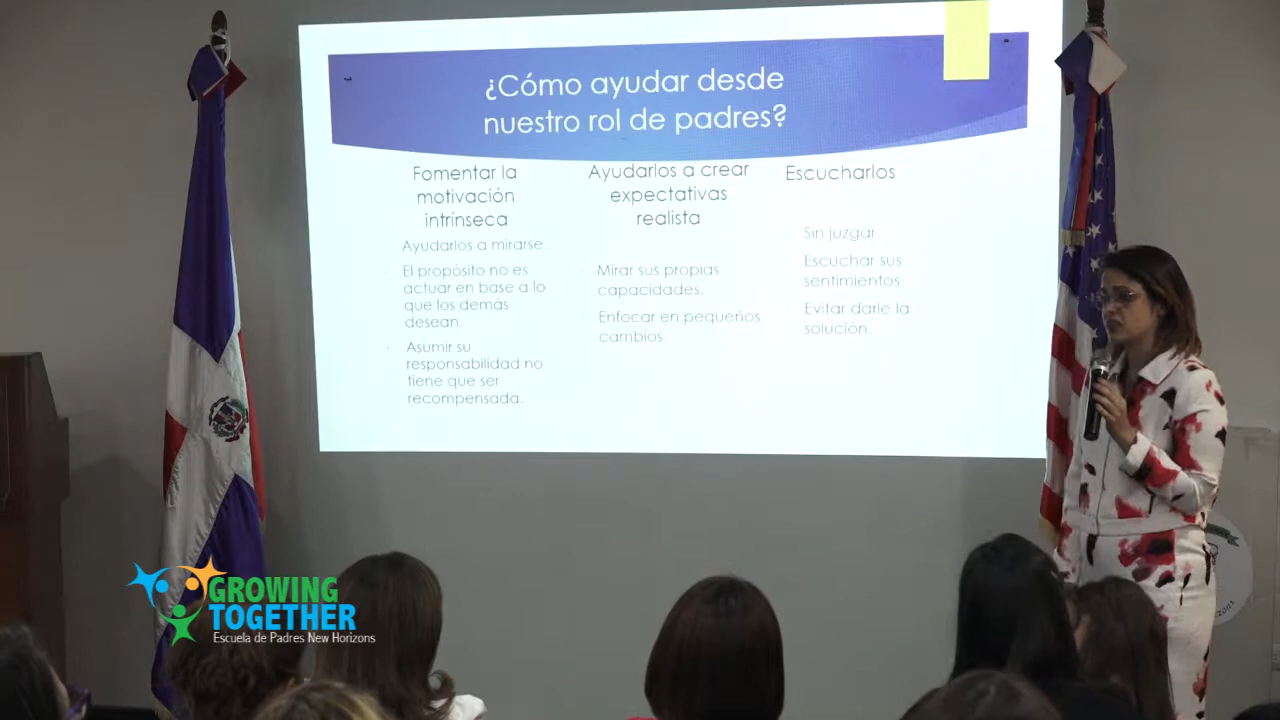 ¿Cómo ayudar desde
nuestro rol de padres?
Fomentar la
motivación
intrínseca
Ayudarlos a mirarse.
El propósito no es
actuar en base a lo
que los demás
desean.
Asumir su
responsabilidad no
tiene que ser
recompensada.
Ayudarlos a crear
expectativas
realista
Mirar sus propias
capacidades.
Enfocar en pequeños
cambios.
Escucharlos
Sin juzgar.
Escuchar sus
sentimientos.
Evitar darle la
solución.
GROWING
TOGETHER
Escuela de Padres New Horizons